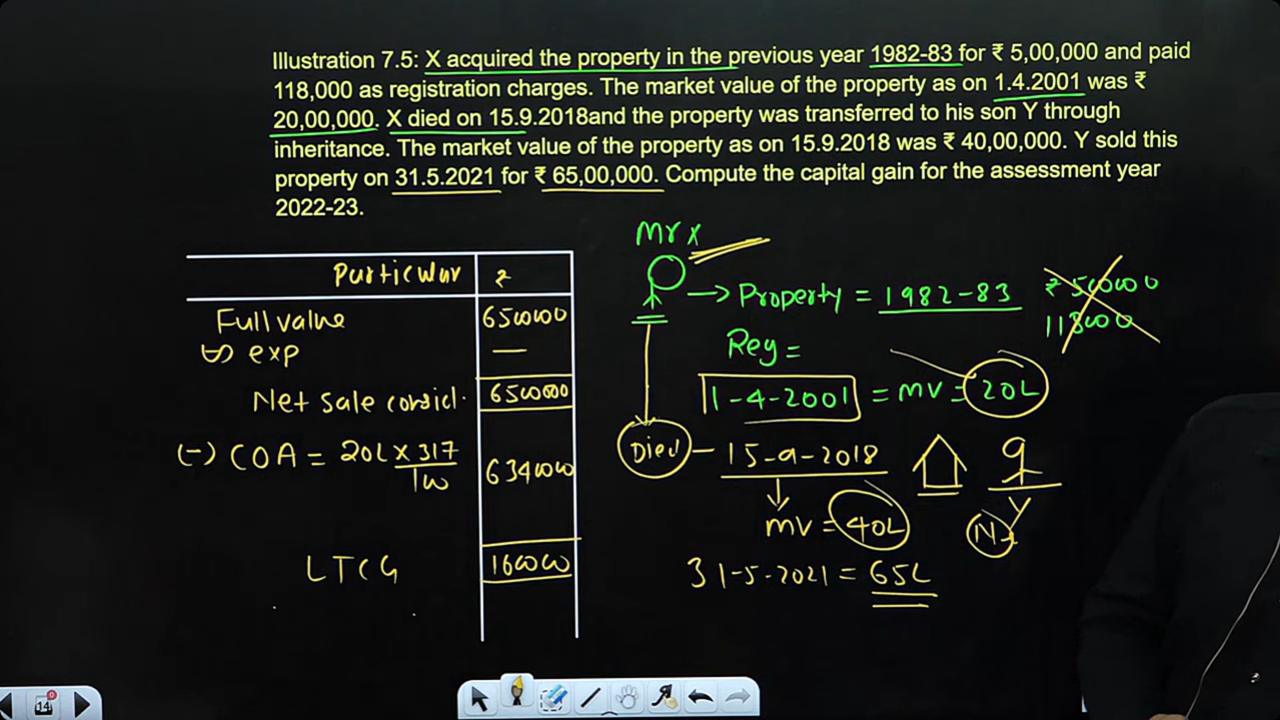 Illustration 7.5: X acquired the property in the previous year 1982-83 for ₹ 5,00,000 and paid
118,000 as registration charges. The market value of the property as on 1.4.2001 was ₹
20,00,000. X died on 15.9.2018and the property was transferred to his son Y through
inheritance. The market value of the property as on 15.9.2018 was ₹ 40,00,000. Y sold this
property on 31.5.2021 for ₹ 65,00,000. Compute the capital gain for the assessment year
2022-23.
Particular ₹
Full value 6500000
exp —
Net sale consid. 6500000
(-) COA = 20L × 317/100 6340000
LTCG 160000
Mr X
→ Property = 1982-83 ₹ 500000
118000
Reg =
1-4-2001 = MV = 20L
Died - 15-9-2018
Y
MV = 40L
31-5-2021 = 65L
14